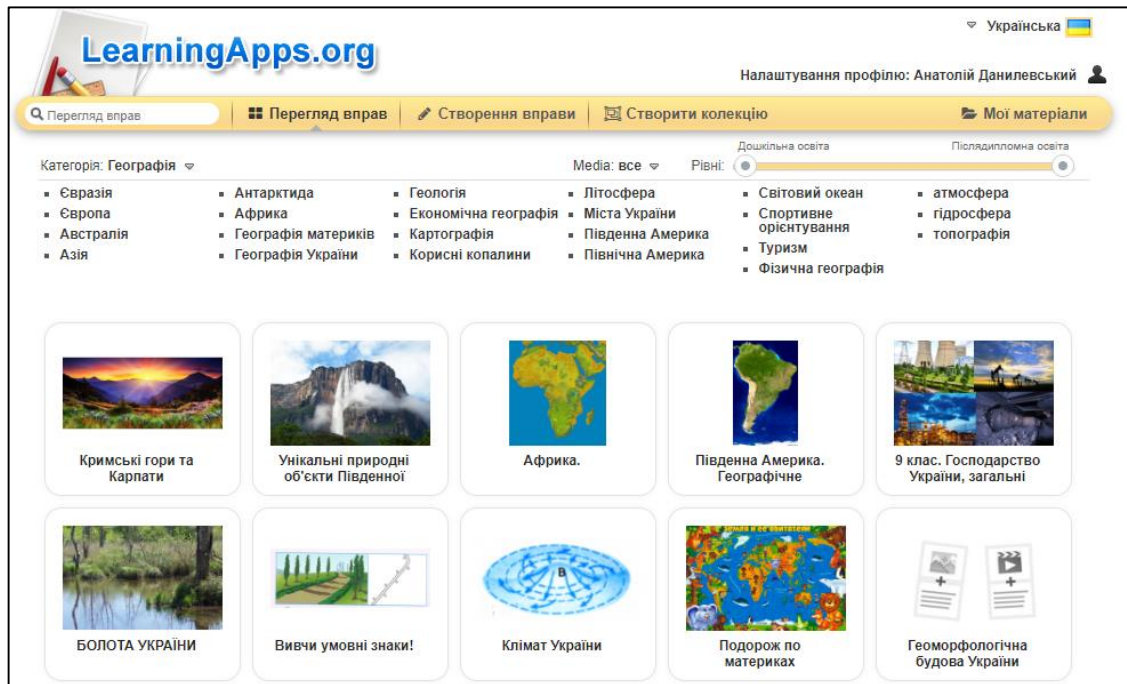 LearningApps.org
Українська
Налаштування профілю: Анатолій Данилевський
Перегляд вправ
Перегляд вправ
Створення вправи
Створити колекцію
Мої матеріали
Категорія: Географія
Media: все
Рівні:
Дошкільна освіта
Післядипломна освіта
Євразія
Європа
Австралія
Азія
Антарктида
Африка
Географія материків
Географія України
Геологія
Економічна географія
Картографія
Корисні копалини
Літосфера
Міста України
Південна Америка
Північна Америка
Світовий океан
Спортивне
орієнтування
Туризм
Фізична географія
атмосфера
гідросфера
топографія
Кримські гори та
Карпати
Унікальні природні
об'єкти Південної
Африка.
Південна Америка.
Географічне
9 клас. Господарство
України, загальні
БОЛОТА УКРАЇНИ
Вивчи умовні знаки!
В
Клімат України
Земля и ее обитатели
Подорож по
материках
Геоморфологічна
будова України